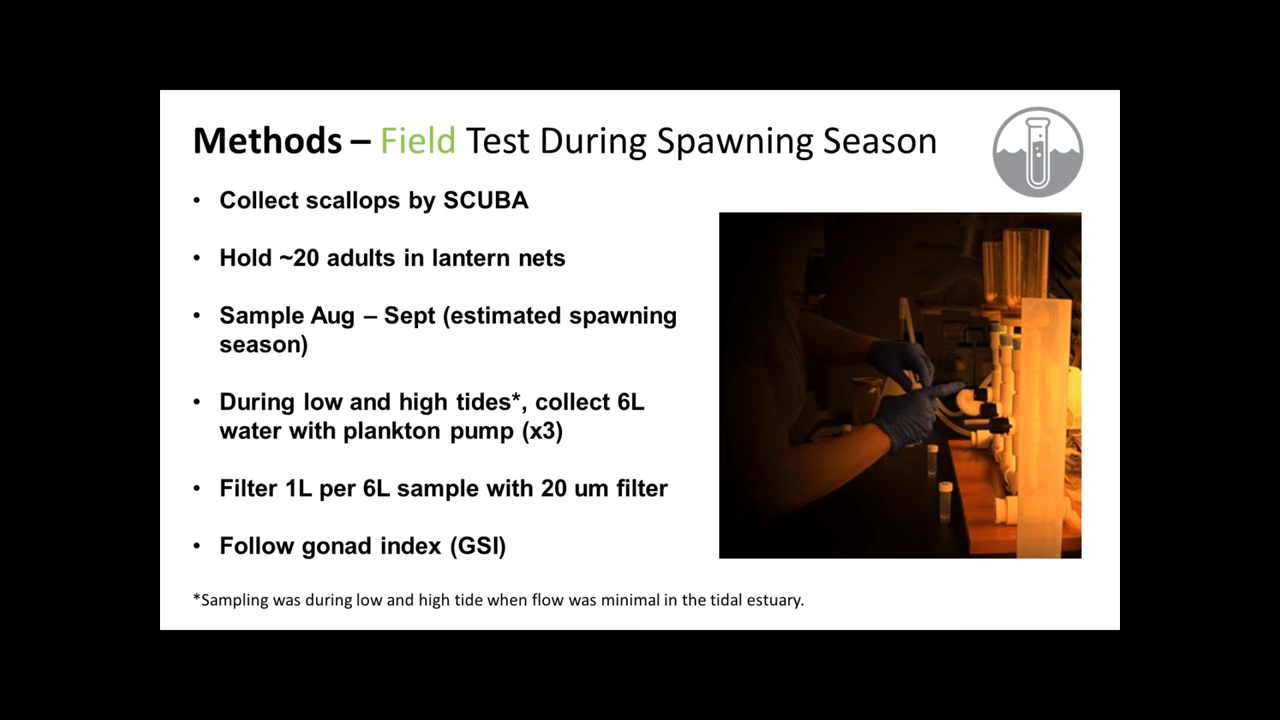 Methods – Field Test During Spawning Season
• Collect scallops by SCUBA
• Hold ~20 adults in lantern nets
• Sample Aug – Sept (estimated spawning
season)
• During low and high tides*, collect 6L
water with plankton pump (x3)
• Filter 1L per 6L sample with 20 um filter
• Follow gonad index (GSI)
*Sampling was during low and high tide when flow was minimal in the tidal estuary.